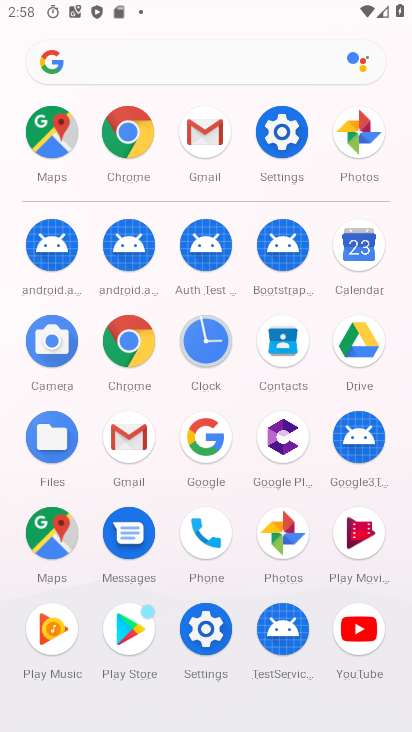 2:58
Maps Chrome Gmail Settings Photos
android.a... android.a... Auth Test ... Bootstrap... Calendar
23
Camera Chrome Clock Contacts Drive
Files Gmail Google Google Pl... Google3T...
Maps Messages Phone Photos Play Movi...
Play Music Play Store Settings TestServic... YouTube